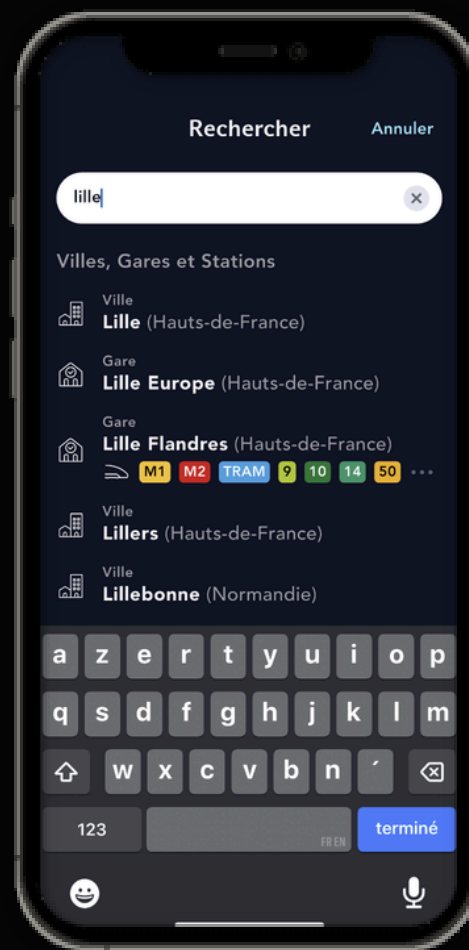 Rechercher Annuler
lille
Villes, Gares et Stations
Ville
Lille (Hauts-de-France)
Gare
Lille Europe (Hauts-de-France)
Gare
Lille Flandres (Hauts-de-France)
M1 M2 TRAM 9 10 14 50 ...
Ville
Lillers (Hauts-de-France)
Ville
Lillebonne (Normandie)
a z e r t y u i o p
q s d f g h j k l m
w x c v b n ´
123 FR EN terminé